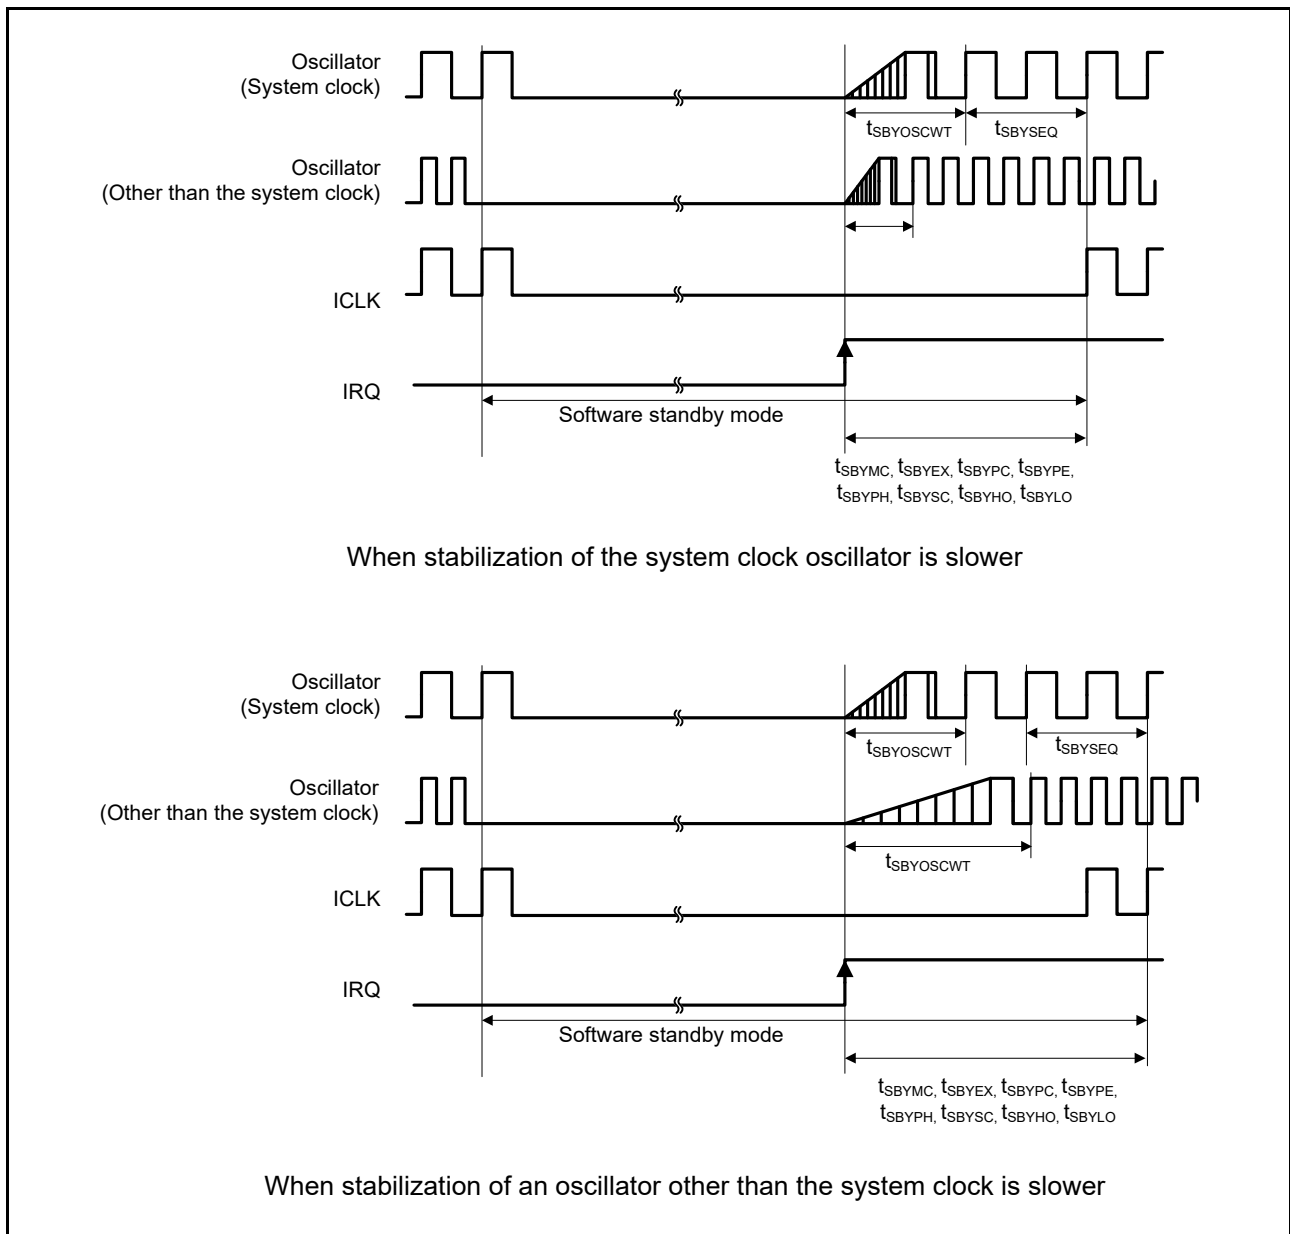 Oscillator
(System clock)
tSBYOSCWT
tSBYSEQ
Oscillator
(Other than the system clock)
ICLK
IRQ
Software standby mode
tSBYMC, tSBYEX, tSBYPC, tSBYPE,
tSBYPH, tSBYSC, tSBYHO, tSBYLO
When stabilization of the system clock oscillator is slower
Oscillator
(System clock)
tSBYOSCWT
tSBYSEQ
Oscillator
(Other than the system clock)
tSBYOSCWT
ICLK
IRQ
Software standby mode
tSBYMC, tSBYEX, tSBYPC, tSBYPE,
tSBYPH, tSBYSC, tSBYHO, tSBYLO
When stabilization of an oscillator other than the system clock is slower